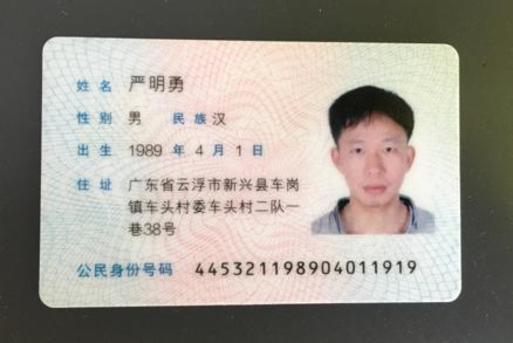 姓名 严明勇
性别 男 民族 汉
出生 1989 年 4 月 1 日
住址 广东省云浮市新兴县车岗
镇车头村委车头村二队一
巷38号
公民身份号码 445321198904011919